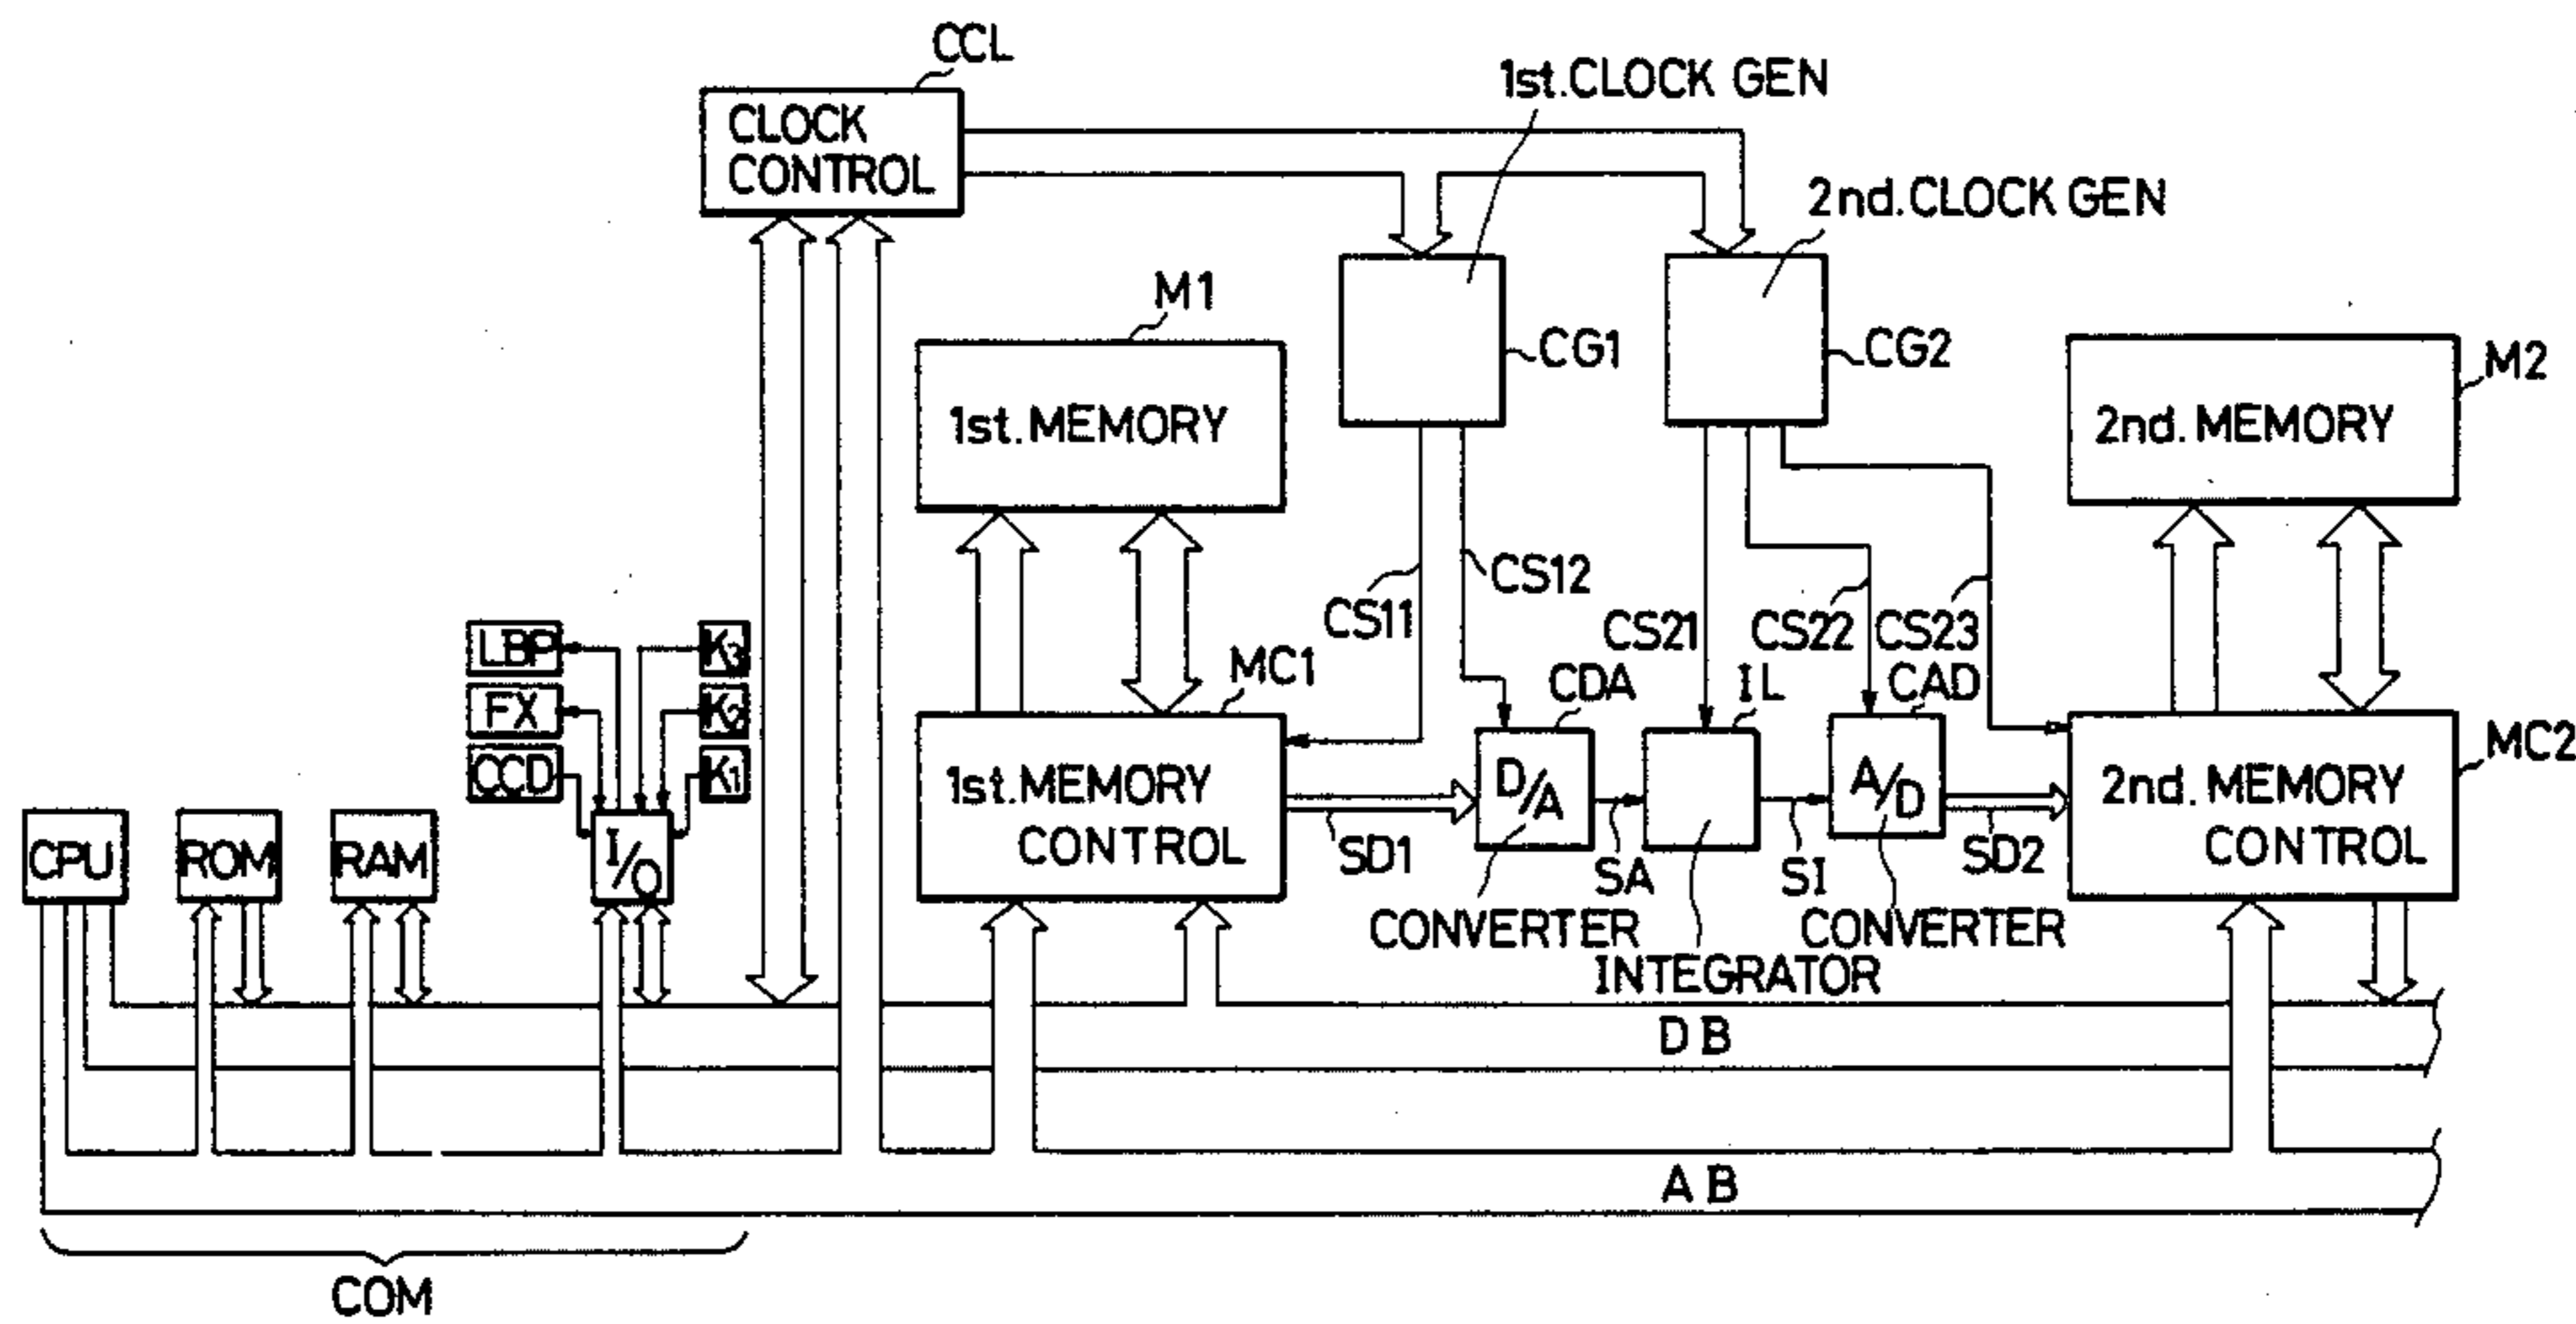 CCL
CLOCK
CONTROL
1st.CLOCK GEN
2nd.CLOCK GEN
M1
1st.MEMORY
CG1
CG2
M2
2nd.MEMORY
CS11
CS12
CS21
CS22
CS23
LBP
FX
CCD
K3
K2
K1
MC1
CDA
IL
CAD
MC2
CPU
ROM
RAM
I/O
1st.MEMORY
CONTROL
SD1
D/A
SA
SI
A/D
SD2
2nd.MEMORY
CONTROL
CONVERTER
INTEGRATOR
CONVERTER
DB
AB
COM